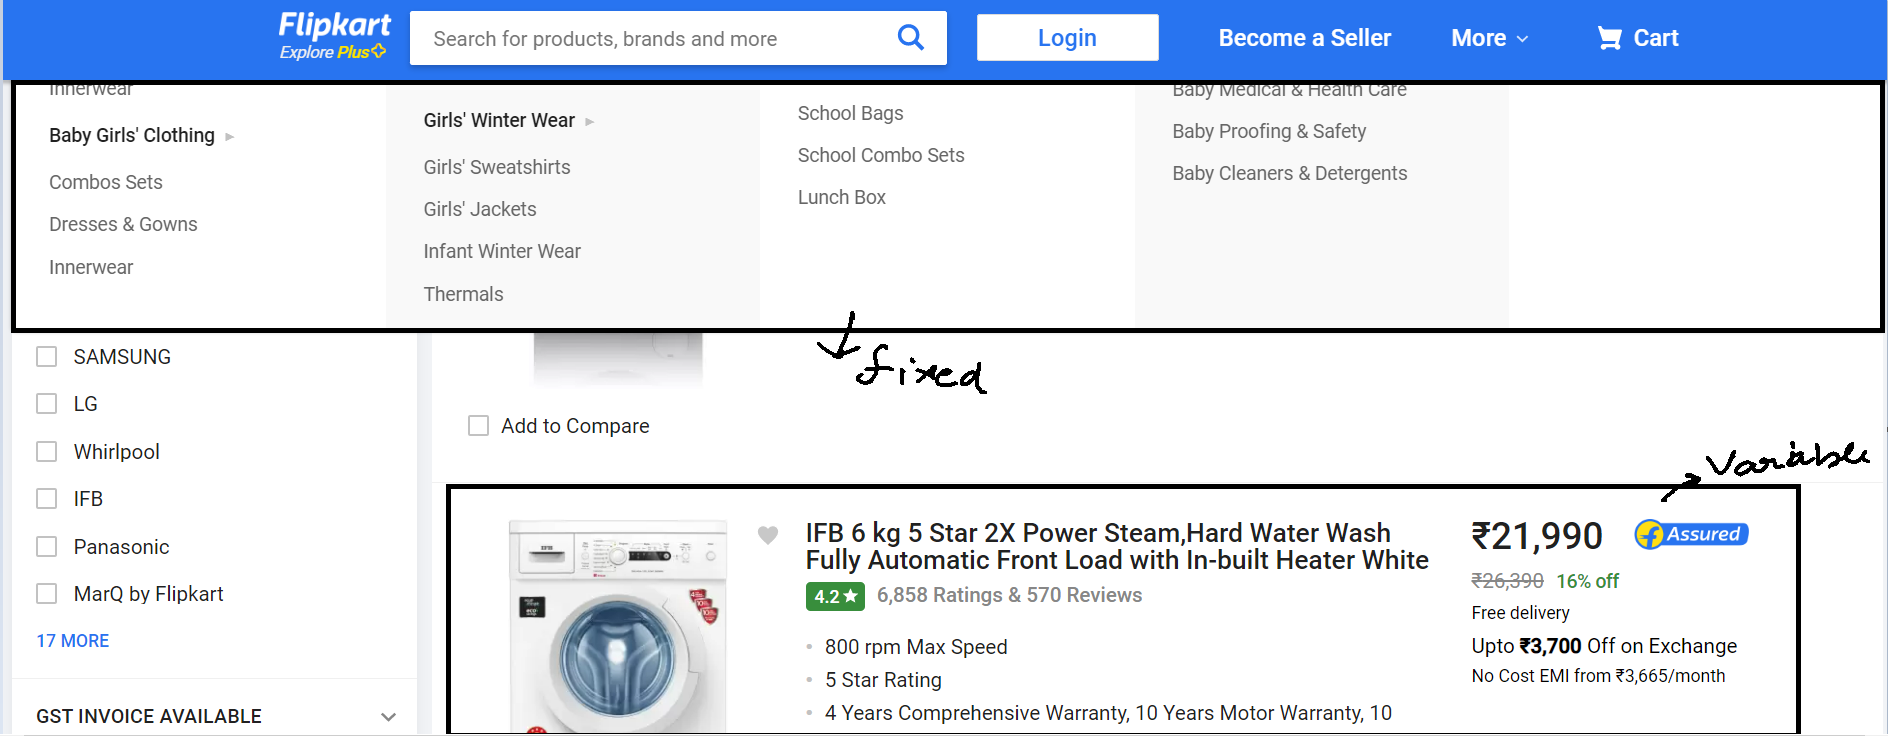 Flipkart
Explore Plus
Search for products, brands and more
Login
Become a Seller
More
Cart
Innerwear
Baby Girls' Clothing
Combos Sets
Dresses & Gowns
Innerwear
Girls' Winter Wear
Girls' Sweatshirts
Girls' Jackets
Infant Winter Wear
Thermals
School Bags
School Combo Sets
Lunch Box
Baby Medical & Health Care
Baby Proofing & Safety
Baby Cleaners & Detergents
fixed
SAMSUNG
LG
Whirlpool
IFB
Panasonic
MarQ by Flipkart
17 MORE
GST INVOICE AVAILABLE
Add to Compare
Variable
IFB 6 kg 5 Star 2X Power Steam,Hard Water Wash
Fully Automatic Front Load with In-built Heater White
4.2★ 6,858 Ratings & 570 Reviews
• 800 rpm Max Speed
• 5 Star Rating
• 4 Years Comprehensive Warranty, 10 Years Motor Warranty, 10
₹21,990
Assured
₹26,390 16% off
Free delivery
Upto ₹3,700 Off on Exchange
No Cost EMI from ₹3,665/month